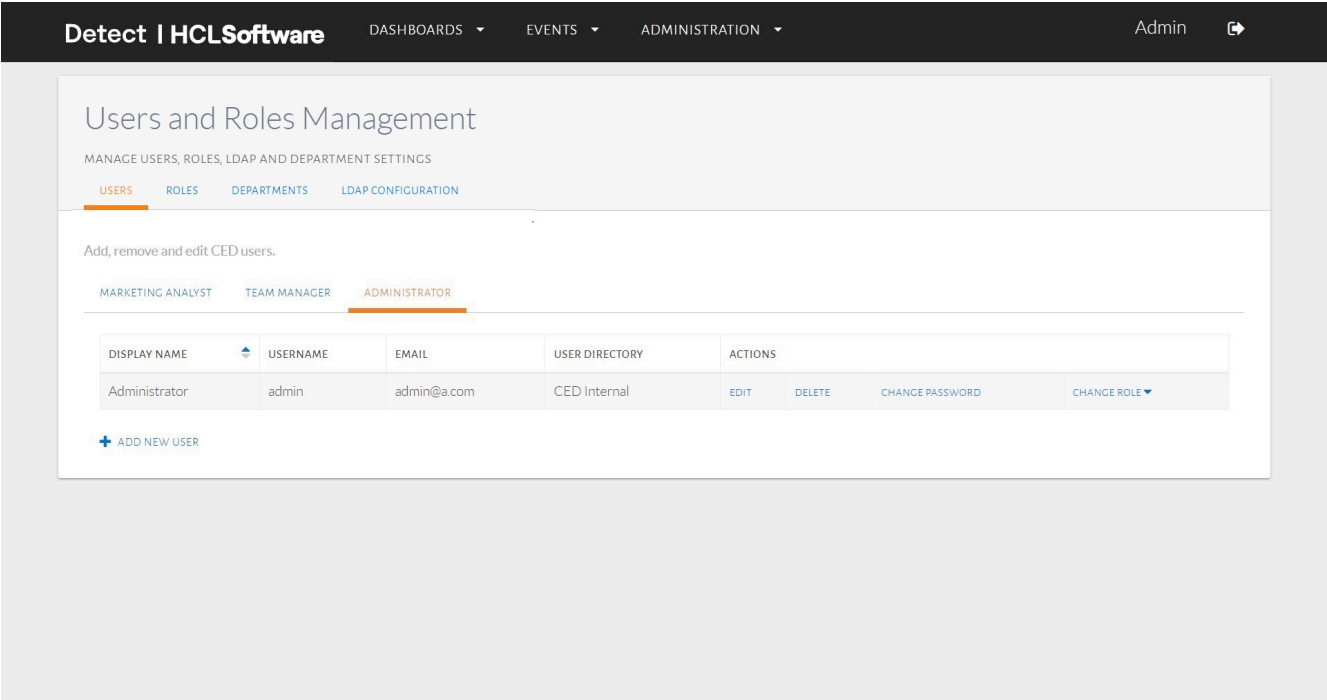 Detect | HCLSoftware DASHBOARDS EVENTS ADMINISTRATION Admin
Users and Roles Management
MANAGE USERS, ROLES, LDAP AND DEPARTMENT SETTINGS
USERS ROLES DEPARTMENTS LDAP CONFIGURATION
Add, remove and edit CED users.
MARKETING ANALYST TEAM MANAGER ADMINISTRATOR
DISPLAY NAME USERNAME EMAIL USER DIRECTORY ACTIONS
Administrator admin admin@a.com CED Internal EDIT DELETE CHANGE PASSWORD CHANGE ROLE
ADD NEW USER